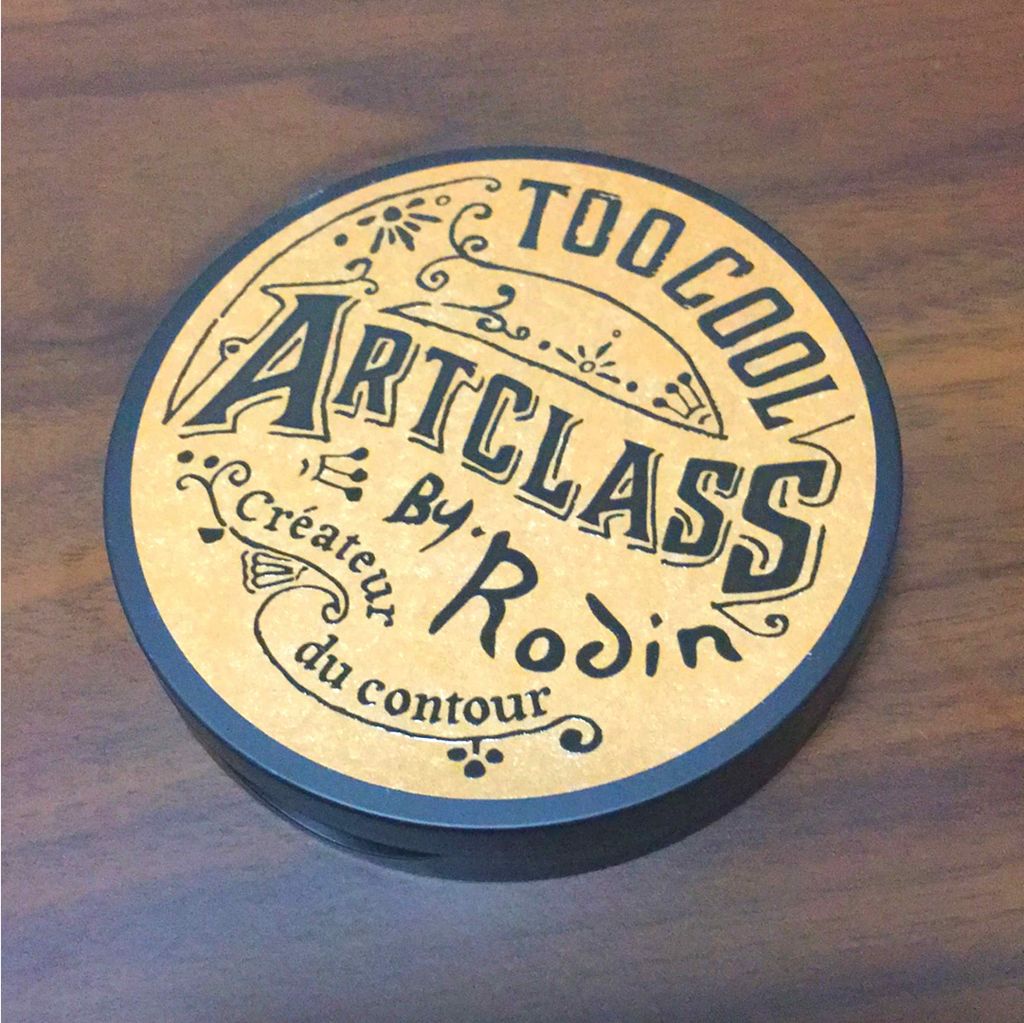 TOO COOL
ARTCLASS
By.
Rodin
Créateur
du contour